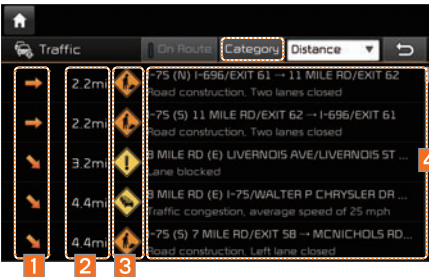 Traffic
On Route
Category
Distance
2.2mi
I-75 (N) I-696/EXIT 61 → 11 MILE RD/EXIT 62
Road construction, Two lanes closed
2.2mi
I-75 (S) 11 MILE RD/EXIT 62 → I-696/EXIT 61
Road construction, Two lanes closed
3.2mi
8 MILE RD (E) LIVERNOIS AVE/LIVERNOIS ST ...
Lane blocked
4.4mi
8 MILE RD (E) I-75/WALTER P CHRYSLER DR ...
Traffic congestion, average speed of 25 mph
4.4mi
I-75 (S) 7 MILE RD/EXIT 58 → MCNICHOLS RD...
Road construction, Left lane closed
1
2
3
4